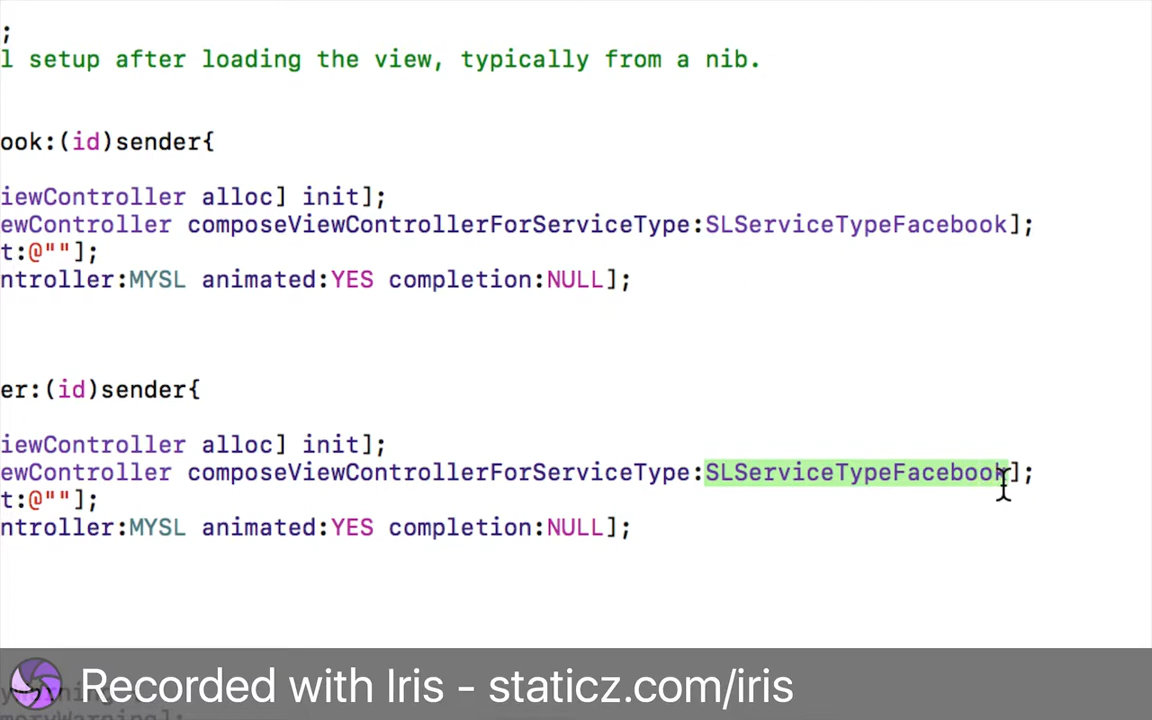 ;
l setup after loading the view, typically from a nib.
ook:(id)sender{
iewController alloc] init];
ewController composeViewControllerForServiceType:SLServiceTypeFacebook];
t:@""];
ntroller:MYSL animated:YES completion:NULL];
er:(id)sender{
iewController alloc] init];
ewController composeViewControllerForServiceType:SLServiceTypeFacebook];
t:@""];
ntroller:MYSL animated:YES completion:NULL];
Recorded with Iris - staticz.com/iris